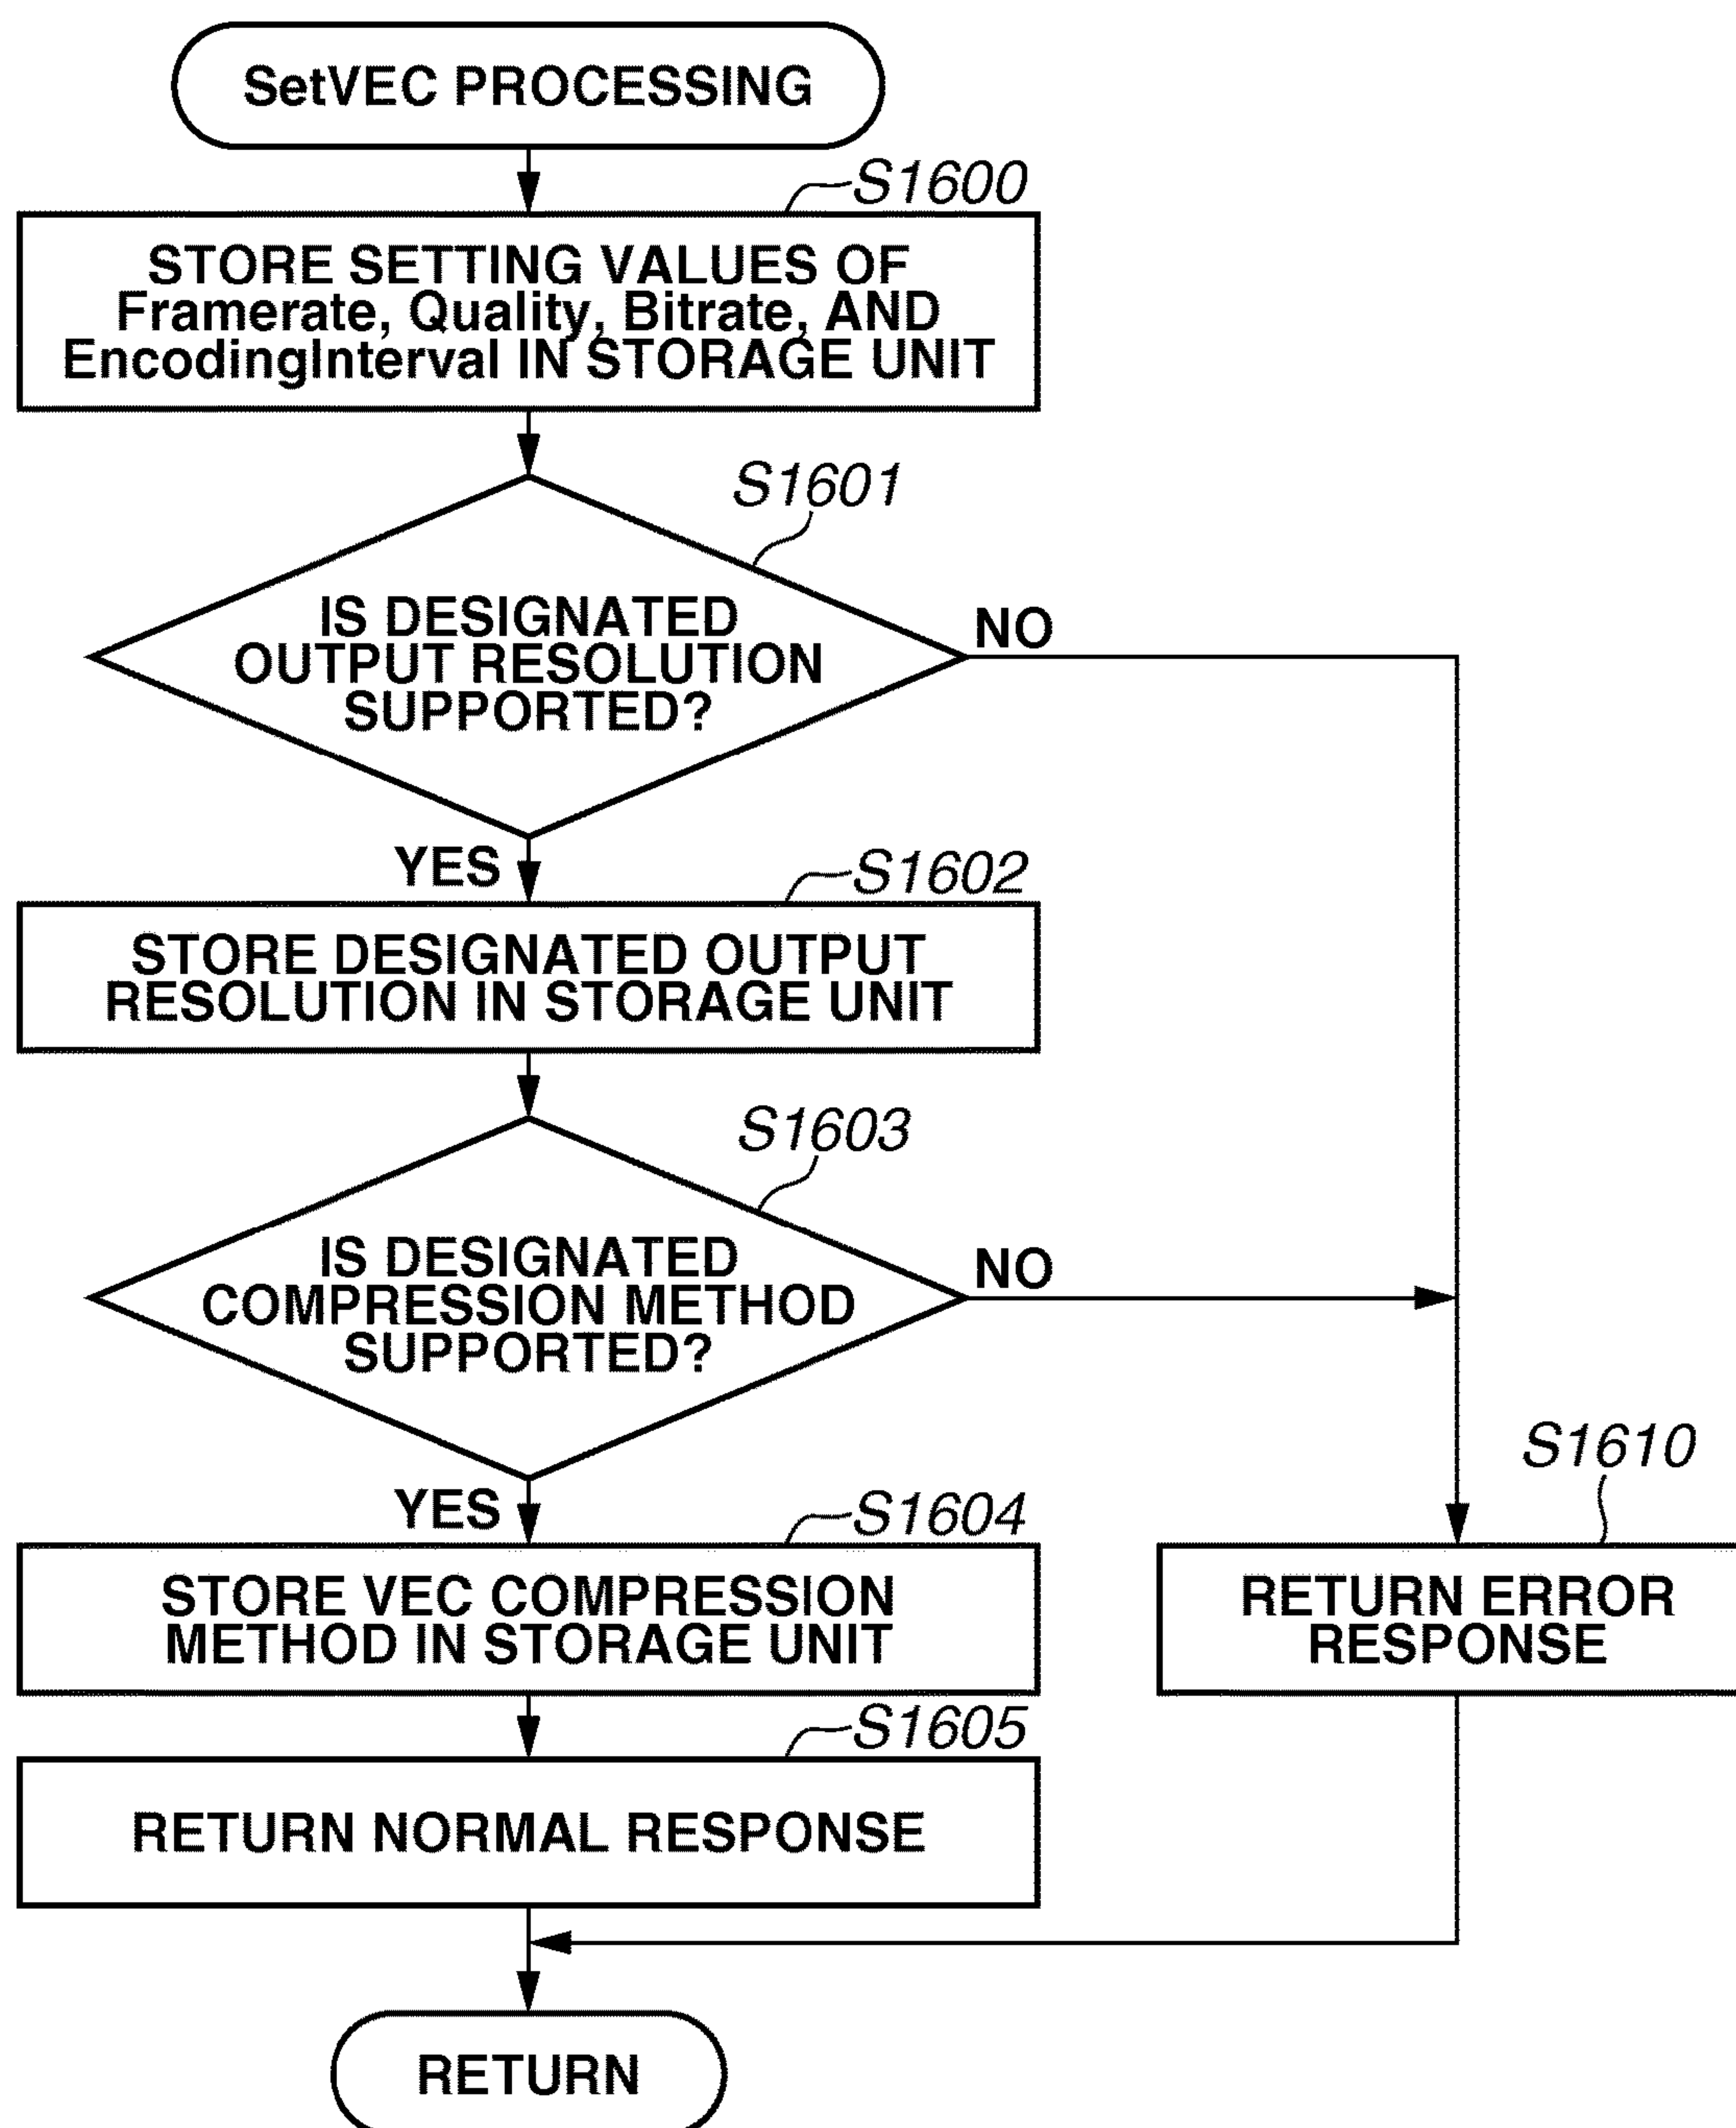 SetVEC PROCESSING
S1600
STORE SETTING VALUES OF
Framerate, Quality, Bitrate, AND
EncodingInterval IN STORAGE UNIT
S1601
IS DESIGNATED
OUTPUT RESOLUTION
SUPPORTED?
NO
YES
S1602
STORE DESIGNATED OUTPUT
RESOLUTION IN STORAGE UNIT
S1603
IS DESIGNATED
COMPRESSION METHOD
SUPPORTED?
NO
YES
S1604
STORE VEC COMPRESSION
METHOD IN STORAGE UNIT
S1610
RETURN ERROR
RESPONSE
S1605
RETURN NORMAL RESPONSE
RETURN